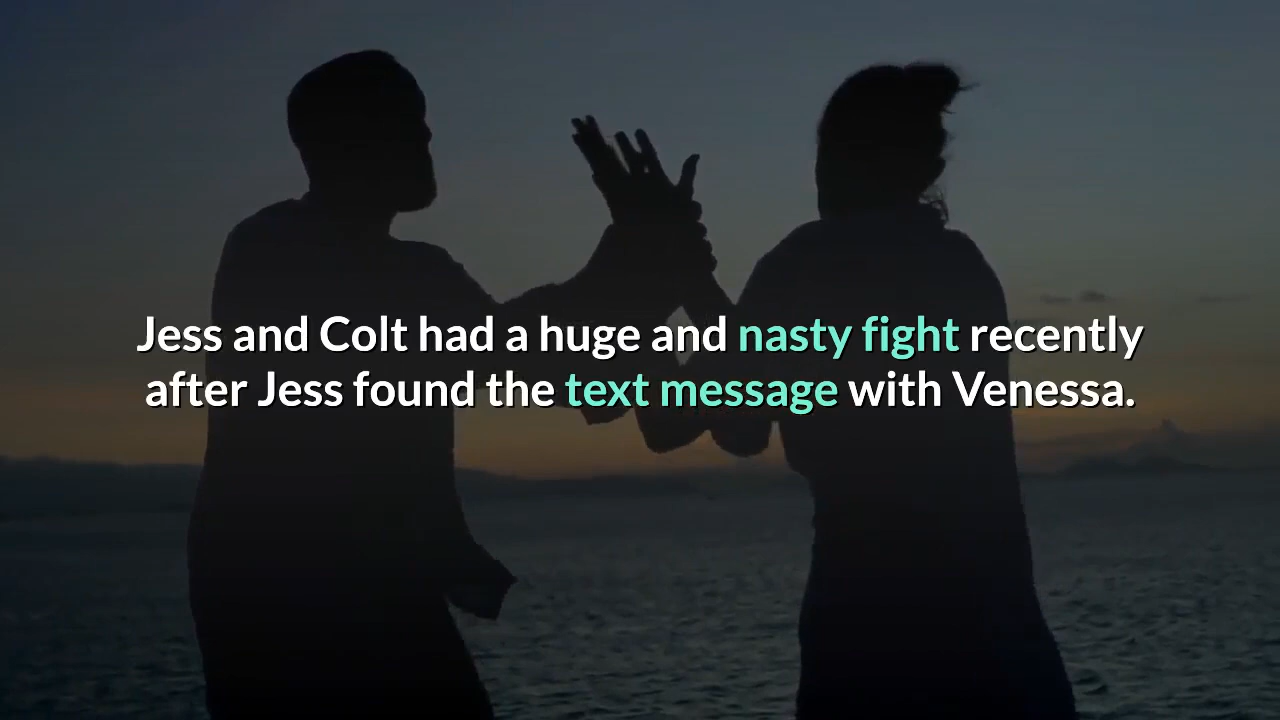 Jess and Colt had a huge and nasty fight recently
after Jess found the text message with Venessa.